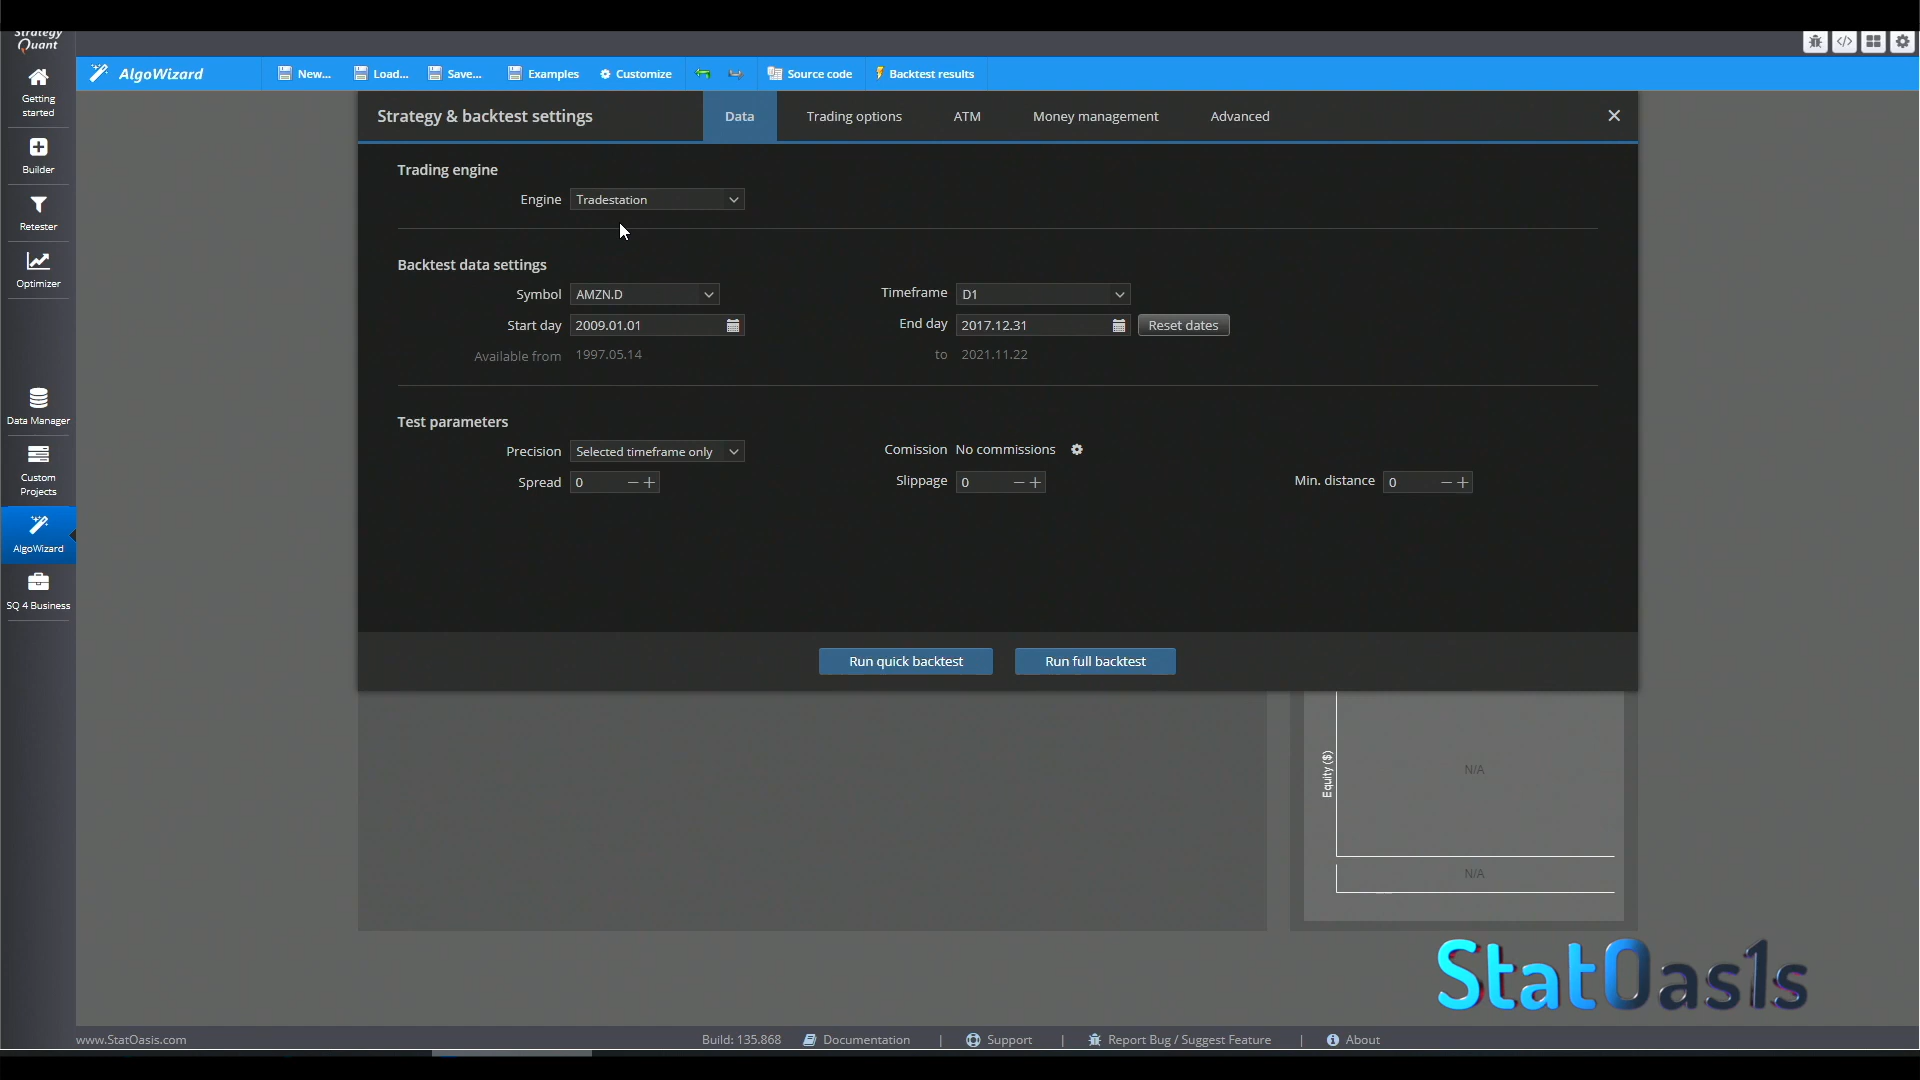 Strategy
Quant
AlgoWizard
New...
Load...
Save...
Examples
Customize
Source code
Backtest results
Getting
started
Builder
Retester
Optimizer
Data Manager
Custom
Projects
AlgoWizard
SQ 4 Business
Strategy & backtest settings
Data
Trading options
ATM
Money management
Advanced
Trading engine
Engine Tradestation
Backtest data settings
Symbol AMZN.D
Timeframe D1
Start day 2009.01.01
End day 2017.12.31 Reset dates
Available from 1997.05.14
to 2021.11.22
Test parameters
Precision Selected timeframe only
Comission No commissions
Spread 0
Slippage 0
Min. distance 0
Run quick backtest
Run full backtest
Equity ($)
N/A
N/A
StatOas1s
www.StatOasis.com
Build: 135.868
Documentation
|
Support
|
Report Bug / Suggest Feature
|
About